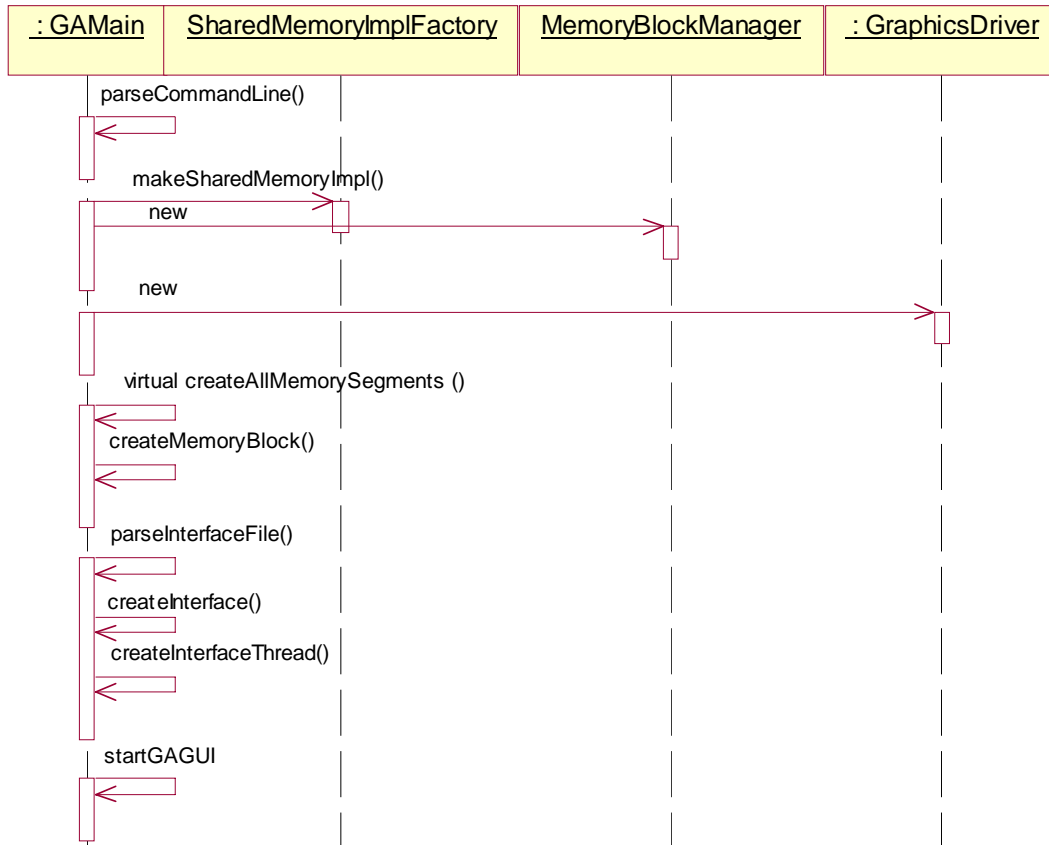 : GAMain
SharedMemoryImplFactory
MemoryBlockManager
: GraphicsDriver
parseCommandLine()
makeSharedMemoryImpl()
new
new
virtual createAllMemorySegments ()
createMemoryBlock()
parseInterfaceFile()
createInterface()
createInterfaceThread()
startGAGUI